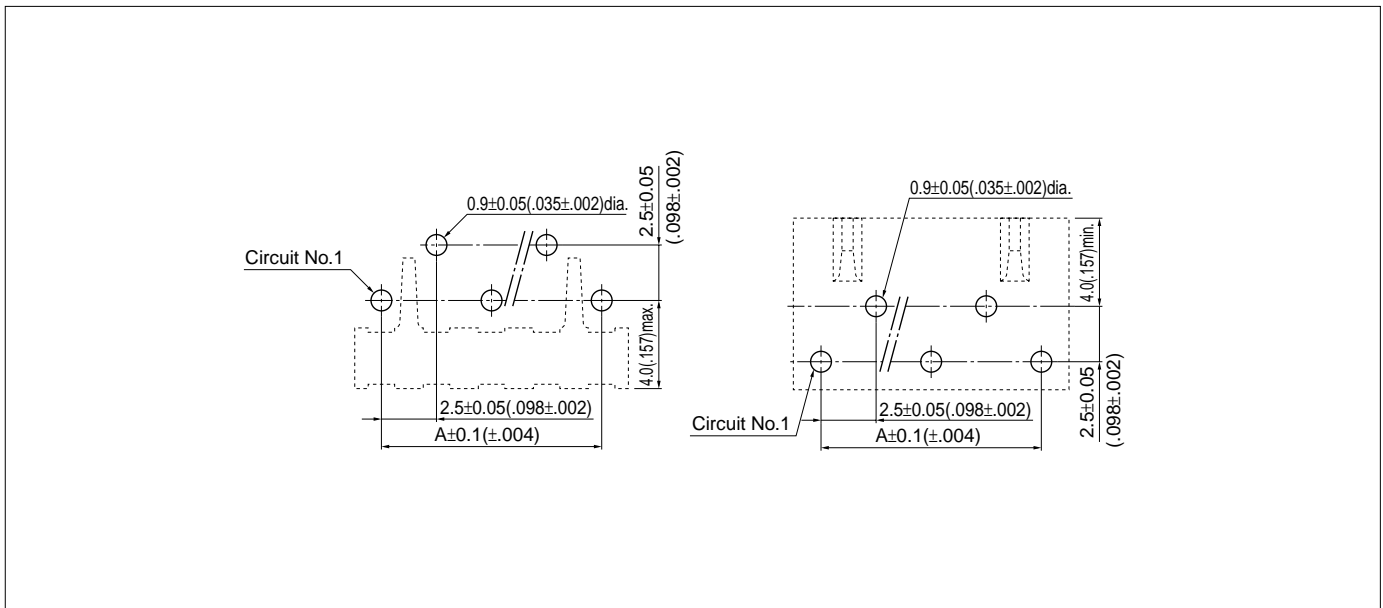 0.9±0.05(.035±.002)dia.
2.5±0.05
(.098±.002)
Circuit No.1
4.0(.157)max.
2.5±0.05(.098±.002)
A±0.1(±.004)
0.9±0.05(.035±.002)dia.
4.0(.157)min.
Circuit No.1
2.5±0.05(.098±.002)
A±0.1(±.004)
2.5±0.05
(.098±.002)